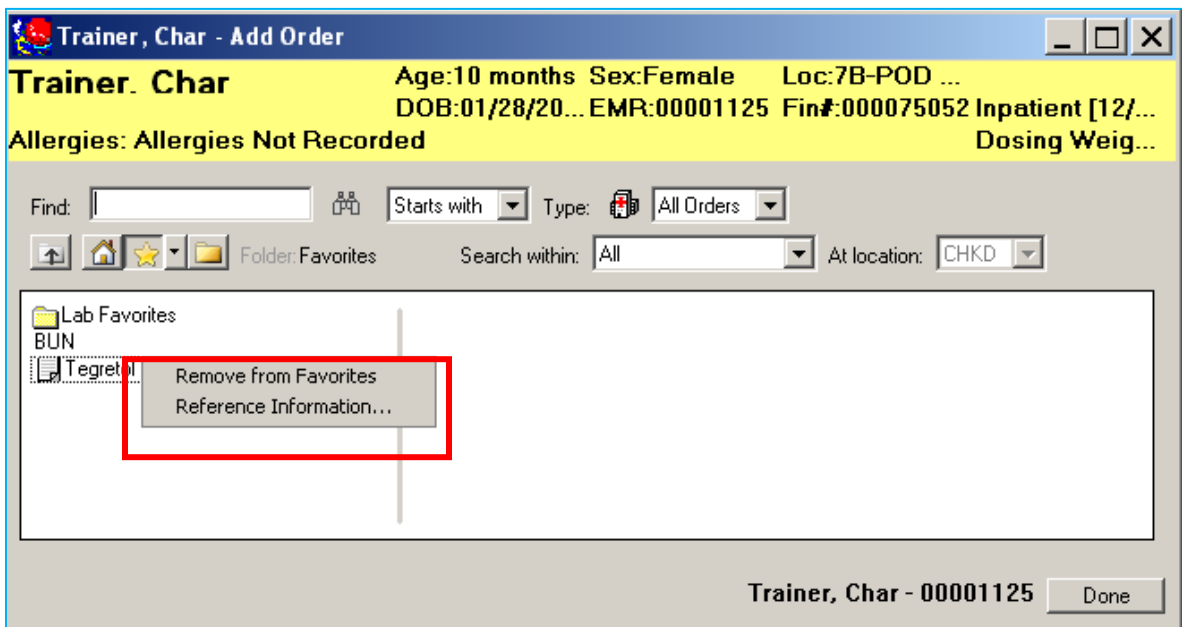 Trainer, Char - Add Order
Trainer. Char Age:10 months Sex:Female Loc:7B-POD ...
DOB:01/28/20... EMR:00001125 Fin#:000075052 Inpatient [12/...
Allergies: Allergies Not Recorded Dosing Weig...
Find: Starts with Type: All Orders
Folder: Favorites Search within: All At location: CHKD
Lab Favorites
BUN
Tegretol
Remove from Favorites
Reference Information...
Trainer, Char - 00001125 Done